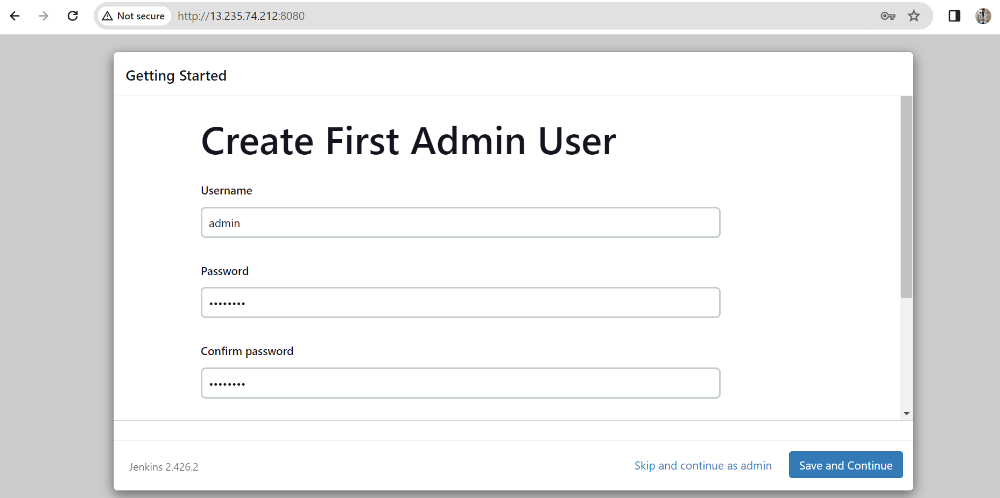 Not secure http://13.235.74.212:8080
Getting Started
Create First Admin User
Username
admin
Password
••••••••
Confirm password
••••••••
Jenkins 2.426.2
Skip and continue as admin
Save and Continue